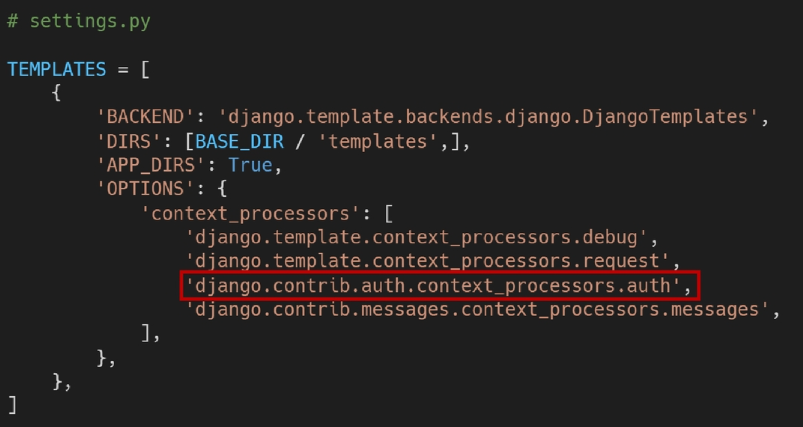 # settings.py
TEMPLATES = [
    {
        'BACKEND': 'django.template.backends.django.DjangoTemplates',
        'DIRS': [BASE_DIR / 'templates',],
        'APP_DIRS': True,
        'OPTIONS': {
            'context_processors': [
                'django.template.context_processors.debug',
                'django.template.context_processors.request',
                'django.contrib.auth.context_processors.auth',
                'django.contrib.messages.context_processors.messages',
            ],
        },
    },
]